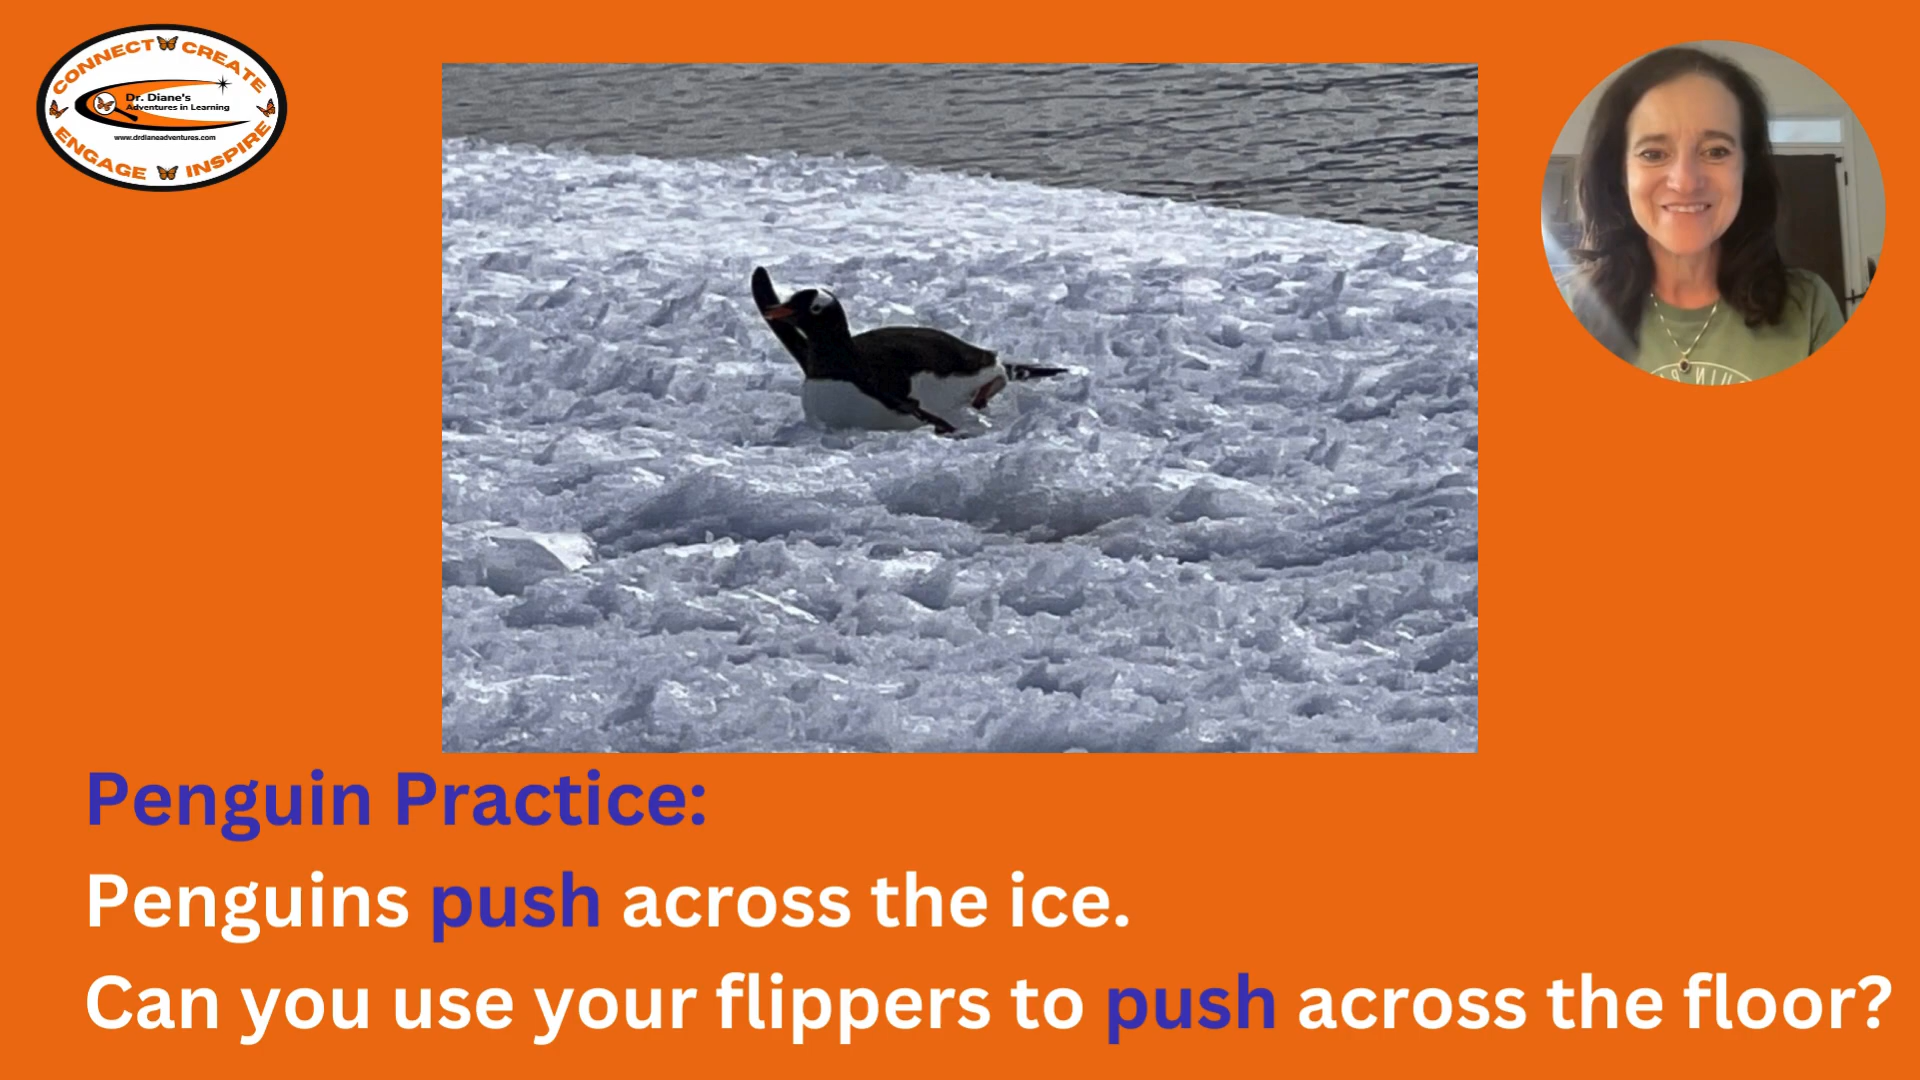 CONNECT CREATE
Dr. Diane's
Adventures in Learning
www.drdianeadventures.com
ENGAGE INSPIRE
Penguin Practice:
Penguins push across the ice.
Can you use your flippers to push across the floor?